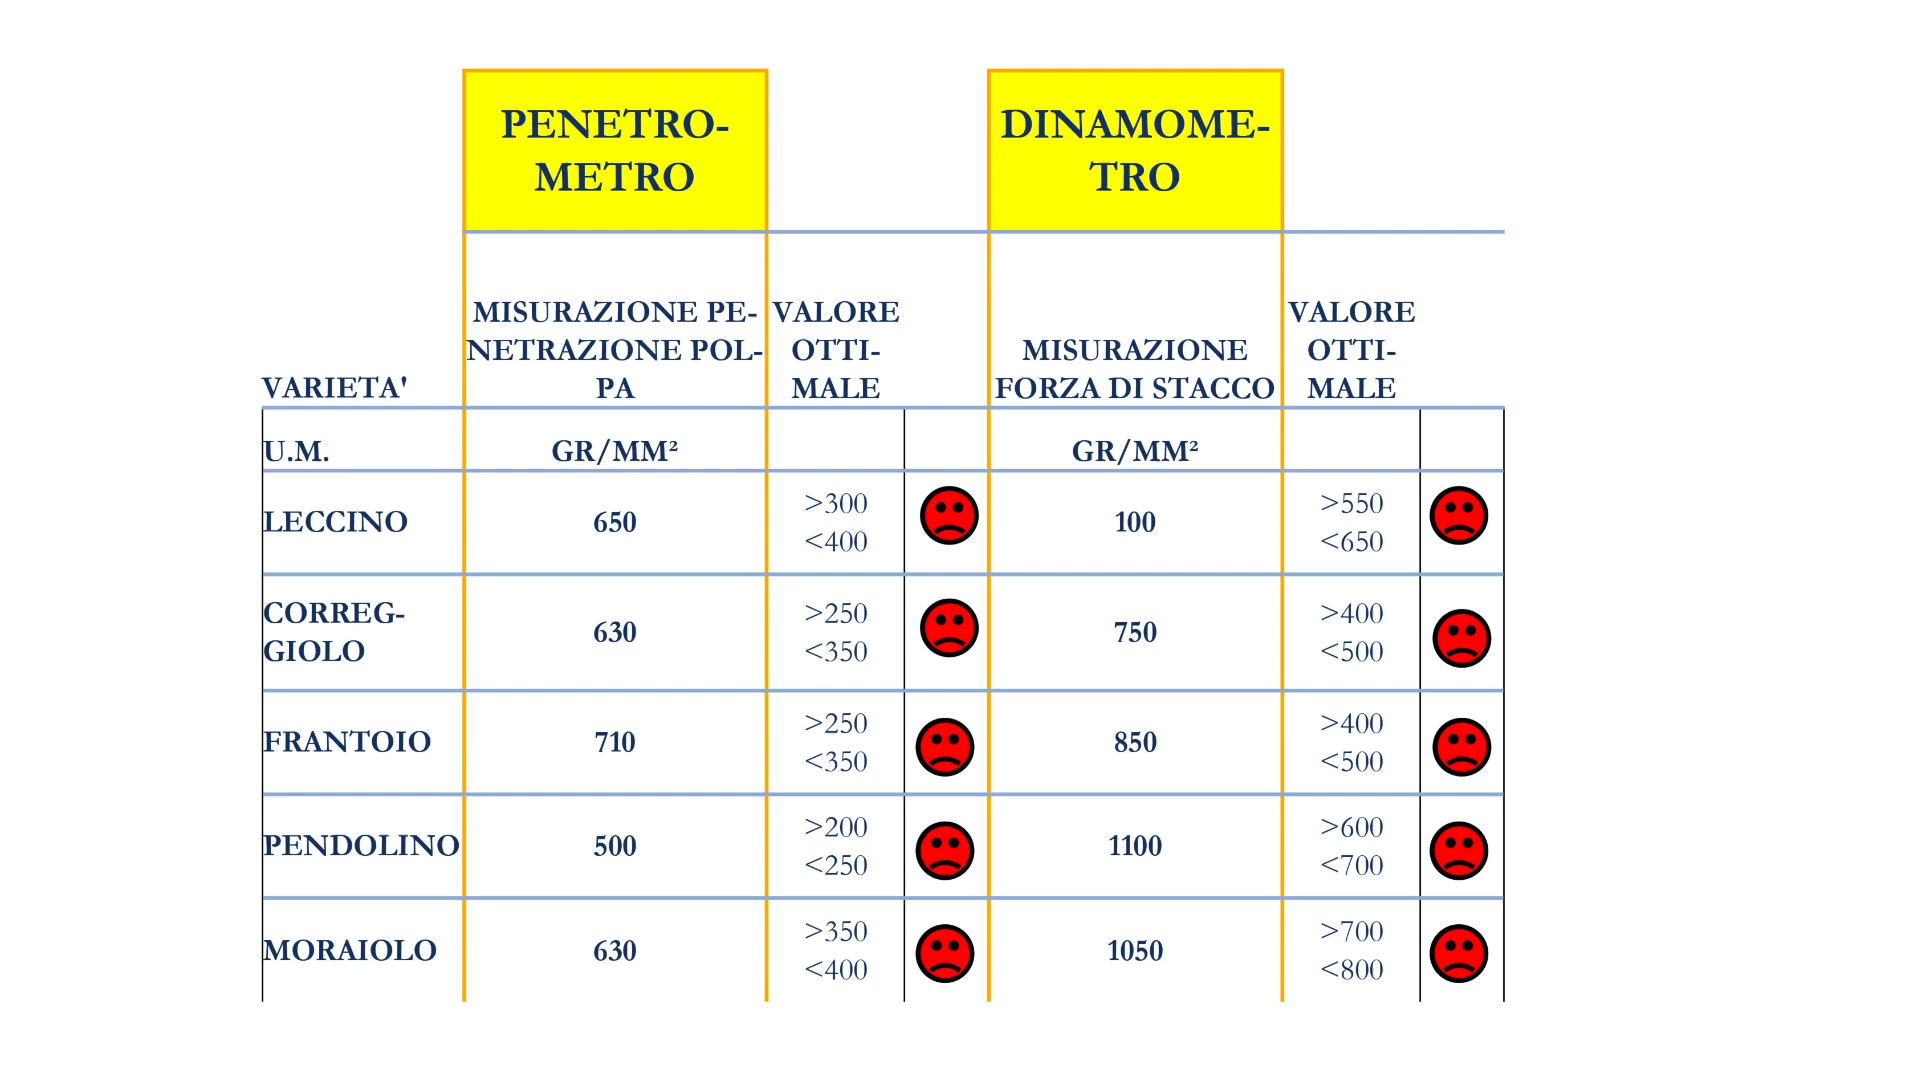 PENETRO-
METRO
DINAMOME-
TRO
VARIETA'
MISURAZIONE PE-
NETRAZIONE POL-
PA
VALORE
OTTI-
MALE
MISURAZIONE
FORZA DI STACCO
VALORE
OTTI-
MALE
U.M.
GR/MM²
GR/MM²
LECCINO
650
>300
<400
100
>550
<650
CORREG-
GIOLO
630
>250
<350
750
>400
<500
FRANTOIO
710
>250
<350
850
>400
<500
PENDOLINO
500
>200
<250
1100
>600
<700
MORAIOLO
630
>350
<400
1050
>700
<800